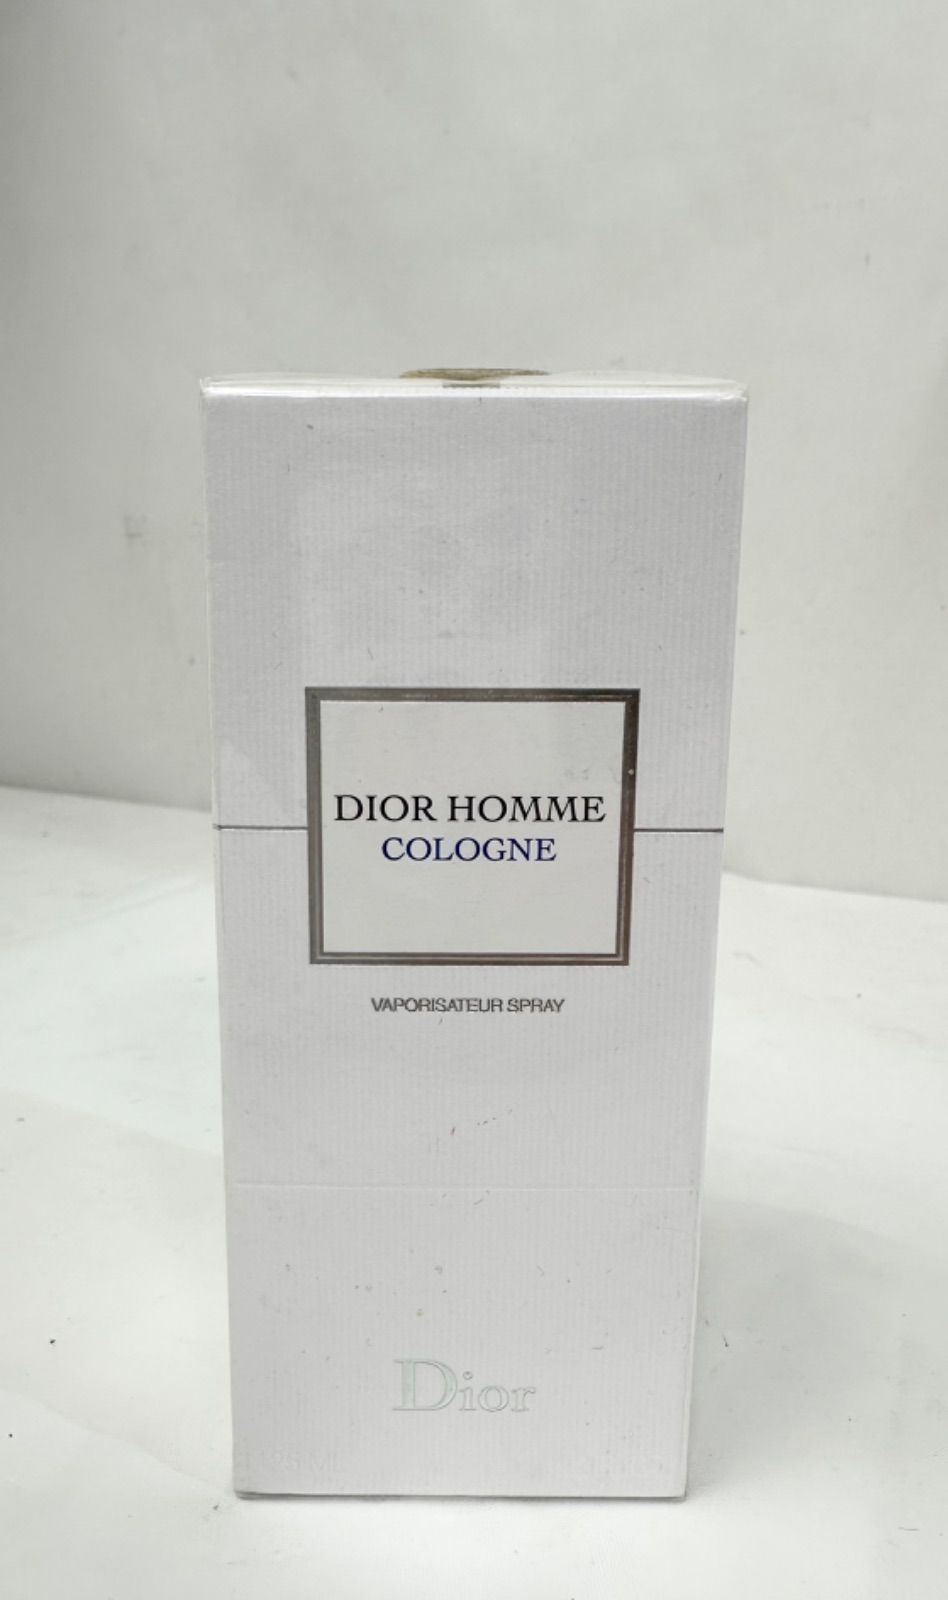 DIOR HOMME
COLOGNE
VAPORISATEUR SPRAY
Dior